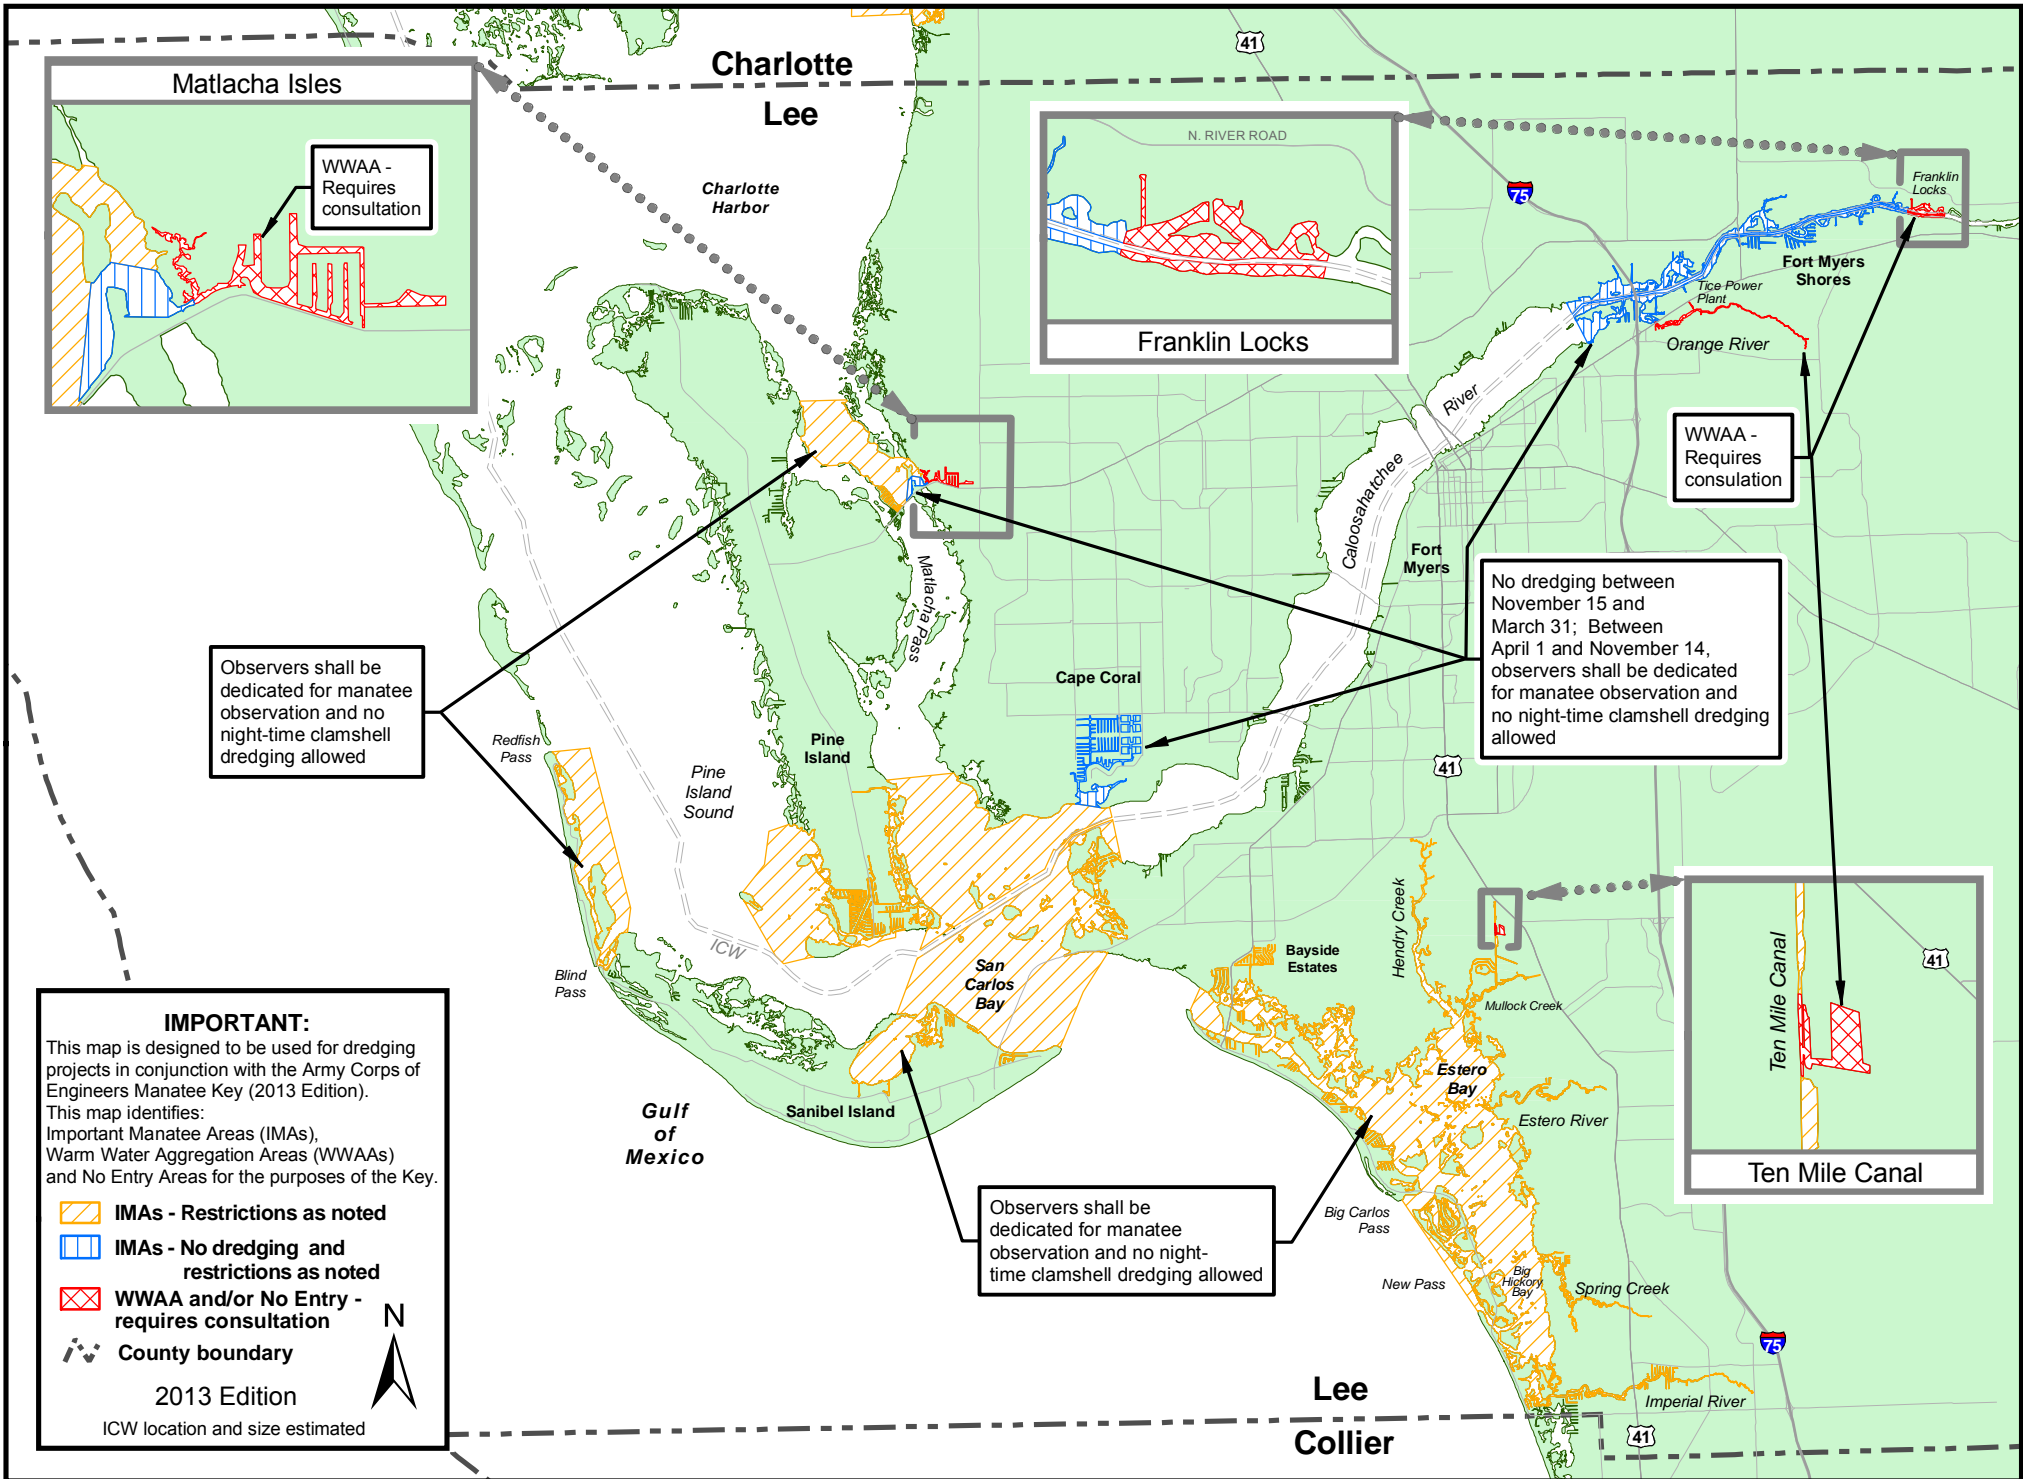 Charlotte
Lee
41
Matlacha Isles
WWAA -
Requires
consultation
Charlotte
Harbor
N. RIVER ROAD
Franklin Locks
75
Franklin
Locks
Fort Myers
Shores
Tice Power
Plant
Orange River
River
Caloosahatchee
WWAA -
Requires
consulation
Fort
Myers
Matlacha Pass
No dredging between
November 15 and
March 31;  Between
April 1 and November 14,
observers shall be dedicated
for manatee observation and
no night-time clamshell dredging
allowed
Observers shall be
dedicated for manatee
observation and no
night-time clamshell
dredging allowed
Cape Coral
Redfish
Pass
Pine
Island
Sound
Pine
Island
41
Hendry Creek
ICW
Bayside
Estates
San
Carlos
Bay
Blind
Pass
Mullock Creek
Ten Mile Canal
41
Ten Mile Canal
Estero
Bay
Estero River
Sanibel Island
Gulf
of
Mexico
Observers shall be
dedicated for manatee
observation and no night-
time clamshell dredging allowed
Big Carlos
Pass
New Pass
Big
Hickory
Bay
Spring Creek
75
Imperial River
Lee
Collier
41
IMPORTANT:
This map is designed to be used for dredging
projects in conjunction with the Army Corps of
Engineers Manatee Key (2013 Edition).
This map identifies:
Important Manatee Areas (IMAs),
Warm Water Aggregation Areas (WWAAs)
and No Entry Areas for the purposes of the Key.
IMAs - Restrictions as noted
IMAs - No dredging  and
restrictions as noted
WWAA and/or No Entry -
requires consultation
County boundary
N
2013 Edition
ICW location and size estimated